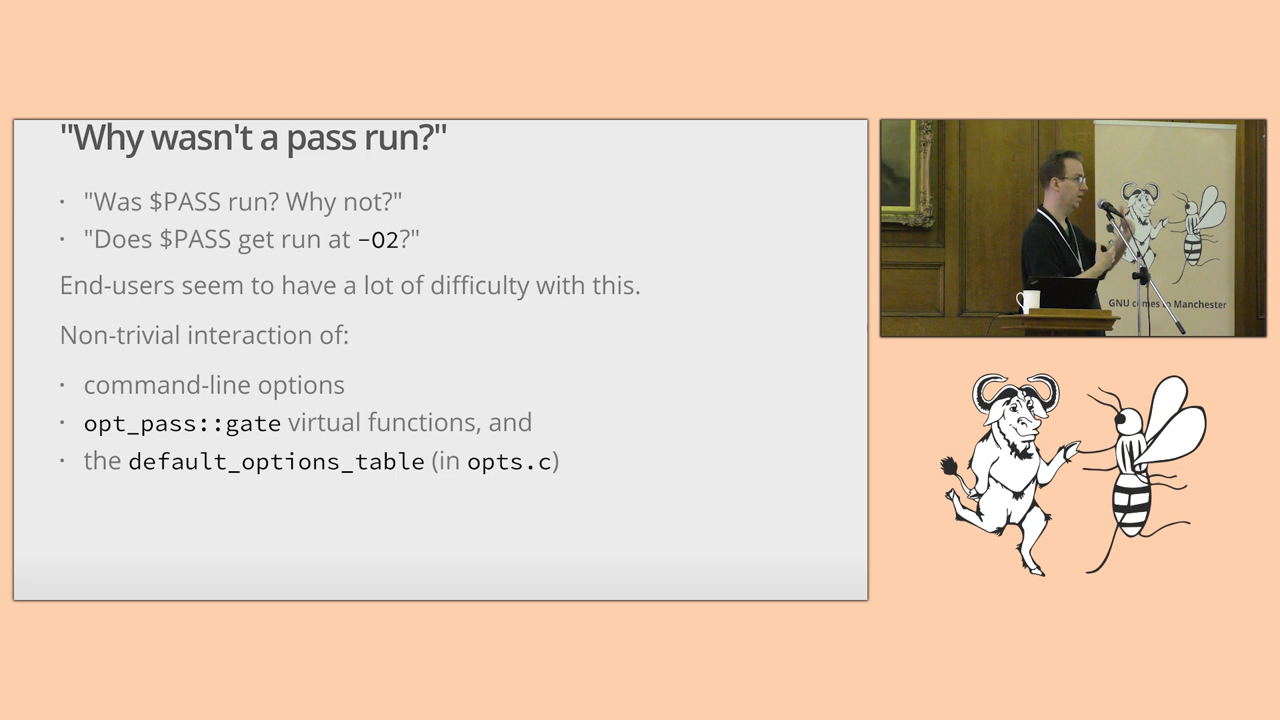 "Why wasn't a pass run?"
• "Was $PASS run? Why not?"
• "Does $PASS get run at -O2?"
End-users seem to have a lot of difficulty with this.
Non-trivial interaction of:
• command-line options
• opt_pass::gate virtual functions, and
• the default_options_table (in opts.c)
GNU comes to Manchester